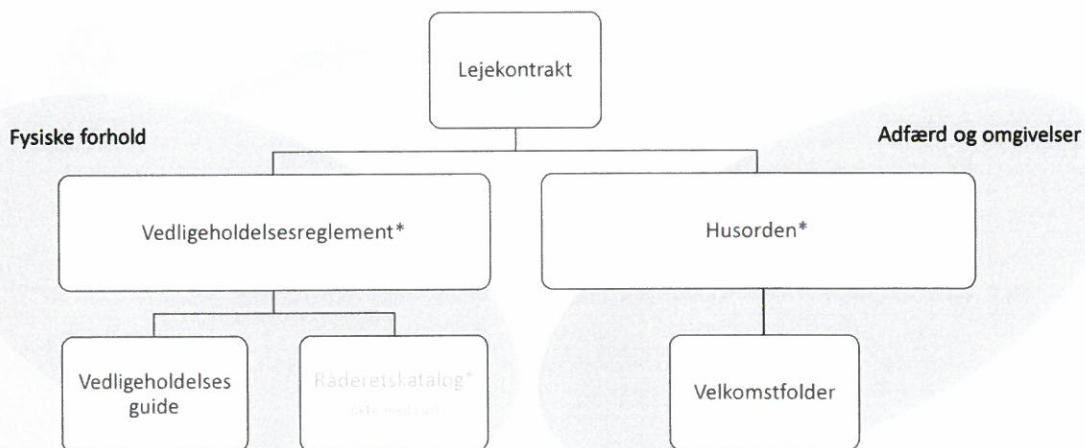 Lejekontrakt
Fysiske forhold
Adfærd og omgivelser
Vedligeholdelsesreglement*
Husorden*
Vedligeholdelses
guide
Råderetskatalog*
Velkomstfolder